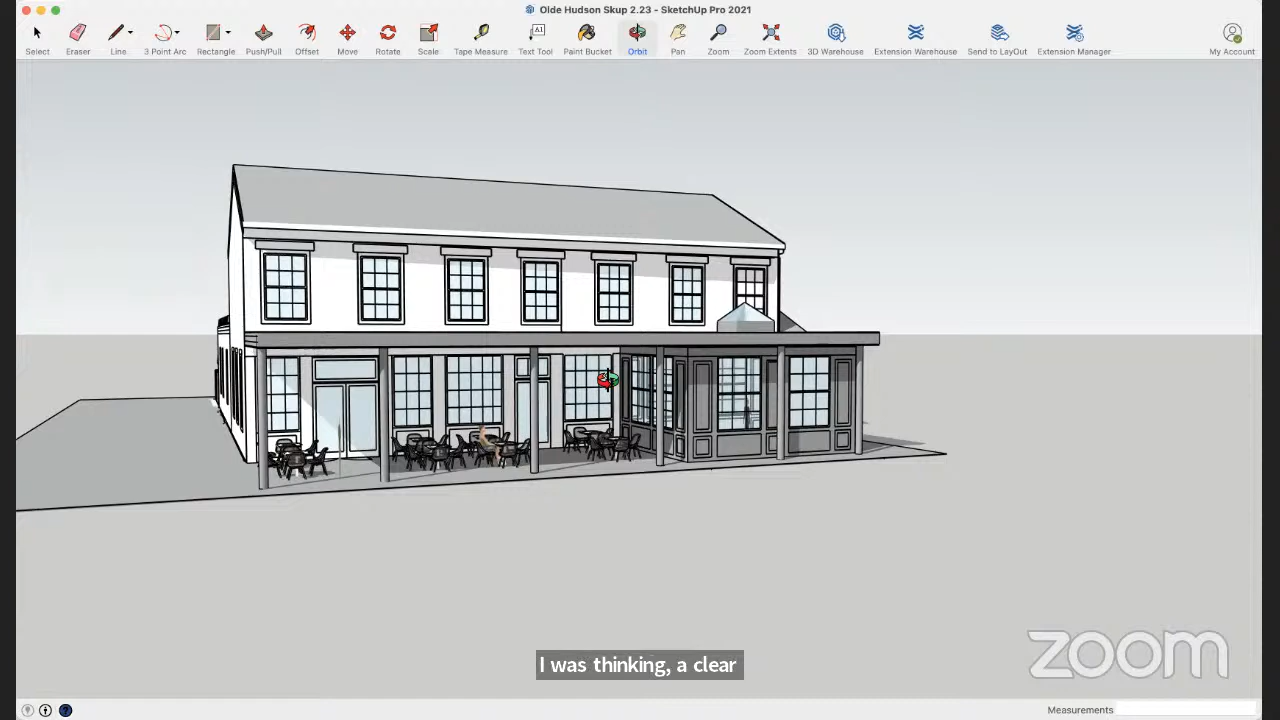 Olde Hudson Skup 2.23 - SketchUp Pro 2021
Select Eraser Line 3 Point Arc Rectangle Push/Pull Offset Move Rotate Scale Tape Measure Text Tool Paint Bucket Orbit Pan Zoom Zoom Extents 3D Warehouse Extension Warehouse Send to LayOut Extension Manager My Account
I was thinking, a clear
zoom
Measurements